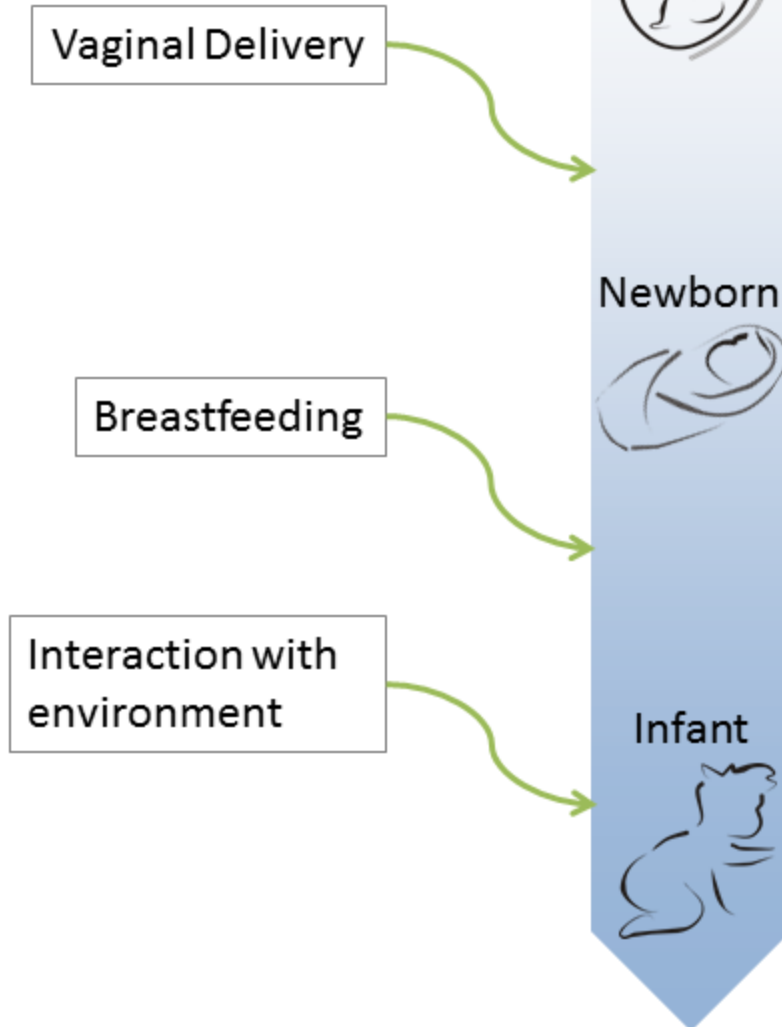 Vaginal Delivery
Newborn
Breastfeeding
Interaction with
environment
Infant